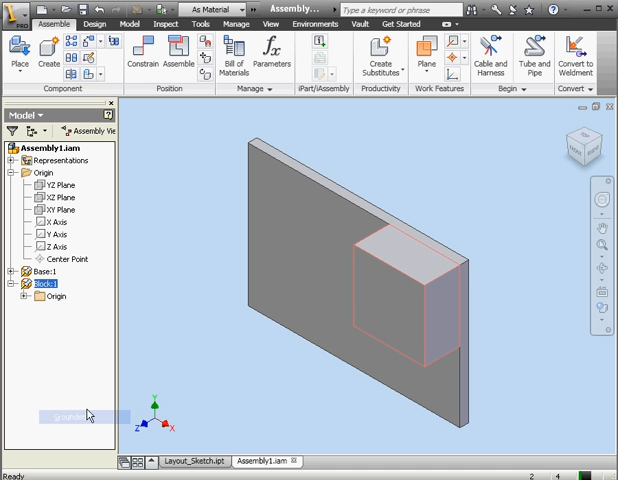 PRO
As Material
Assembly...
Type a keyword or phrase
Assemble Design Model Inspect Tools Manage View Environments Vault Get Started
Place
Create
Constrain
Assemble
Bill of Materials
Parameters
Create Substitutes
Plane
Cable and Harness
Tube and Pipe
Convert to Weldment
Component
Position
Manage
iPart/iAssembly
Productivity
Work Features
Begin
Convert
Model
Assembly Vie
Assembly1.iam
Representations
Origin
YZ Plane
XZ Plane
XY Plane
X Axis
Y Axis
Z Axis
Center Point
Base:1
Block:1
Origin
Grounded
TOP
Y
Z
X
Layout_Sketch.ipt
Assembly1.iam
Ready
2
4